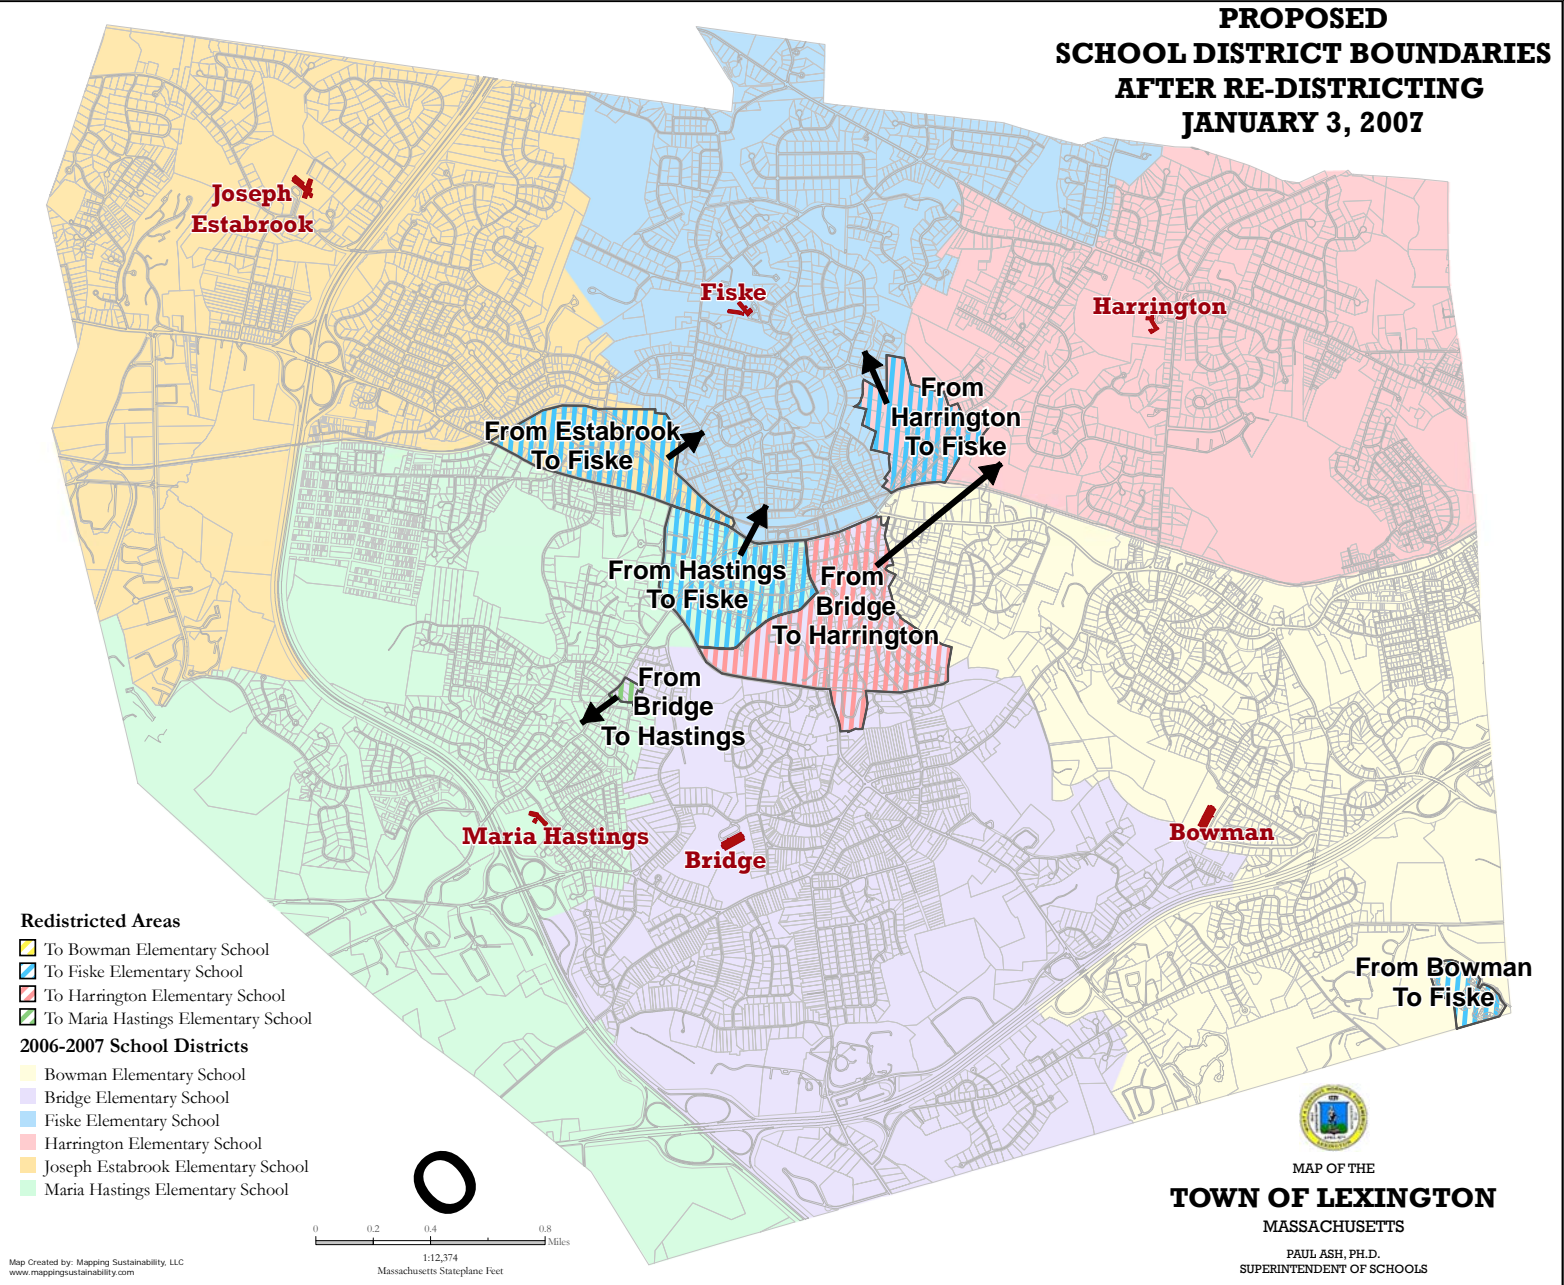 PROPOSED
SCHOOL DISTRICT BOUNDARIES
AFTER RE-DISTRICTING
JANUARY 3, 2007
Joseph
Estabrook
Fiske
Harrington
From
Harrington
To Fiske
From Estabrook
To Fiske
From Hastings
To Fiske
From
Bridge
To Harrington
From
Bridge
To Hastings
Maria Hastings
Bridge
Bowman
From Bowman
To Fiske
Redistricted Areas
To Bowman Elementary School
To Fiske Elementary School
To Harrington Elementary School
To Maria Hastings Elementary School
2006-2007 School Districts
Bowman Elementary School
Bridge Elementary School
Fiske Elementary School
Harrington Elementary School
Joseph Estabrook Elementary School
Maria Hastings Elementary School
0 0.2 0.4 0.8
Miles
1:12,374
Massachusetts Stateplane Feet
Map Created by: Mapping Sustainability, LLC
www.mappingsustainability.com
MAP OF THE
TOWN OF LEXINGTON
MASSACHUSETTS
PAUL ASH, PH.D.
SUPERINTENDENT OF SCHOOLS